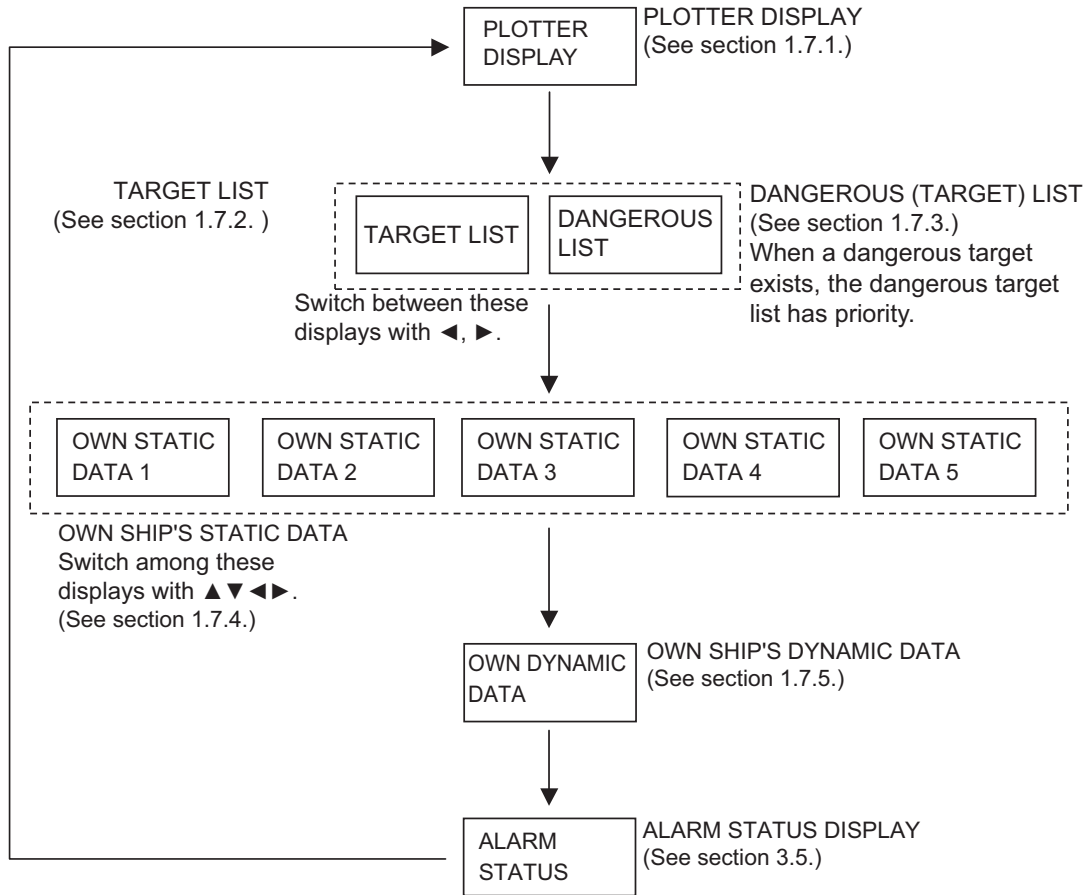 PLOTTER
DISPLAY
PLOTTER DISPLAY
(See section 1.7.1.)
TARGET LIST
(See section 1.7.2. )
TARGET LIST
DANGEROUS
LIST
DANGEROUS (TARGET) LIST
(See section 1.7.3.)
When a dangerous target
exists, the dangerous target
list has priority.
Switch between these
displays with ◄, ►.
OWN STATIC
DATA 1
OWN STATIC
DATA 2
OWN STATIC
DATA 3
OWN STATIC
DATA 4
OWN STATIC
DATA 5
OWN SHIP'S STATIC DATA
Switch among these
displays with ▲▼◄►.
(See section 1.7.4.)
OWN DYNAMIC
DATA
OWN SHIP'S DYNAMIC DATA
(See section 1.7.5.)
ALARM
STATUS
ALARM STATUS DISPLAY
(See section 3.5.)